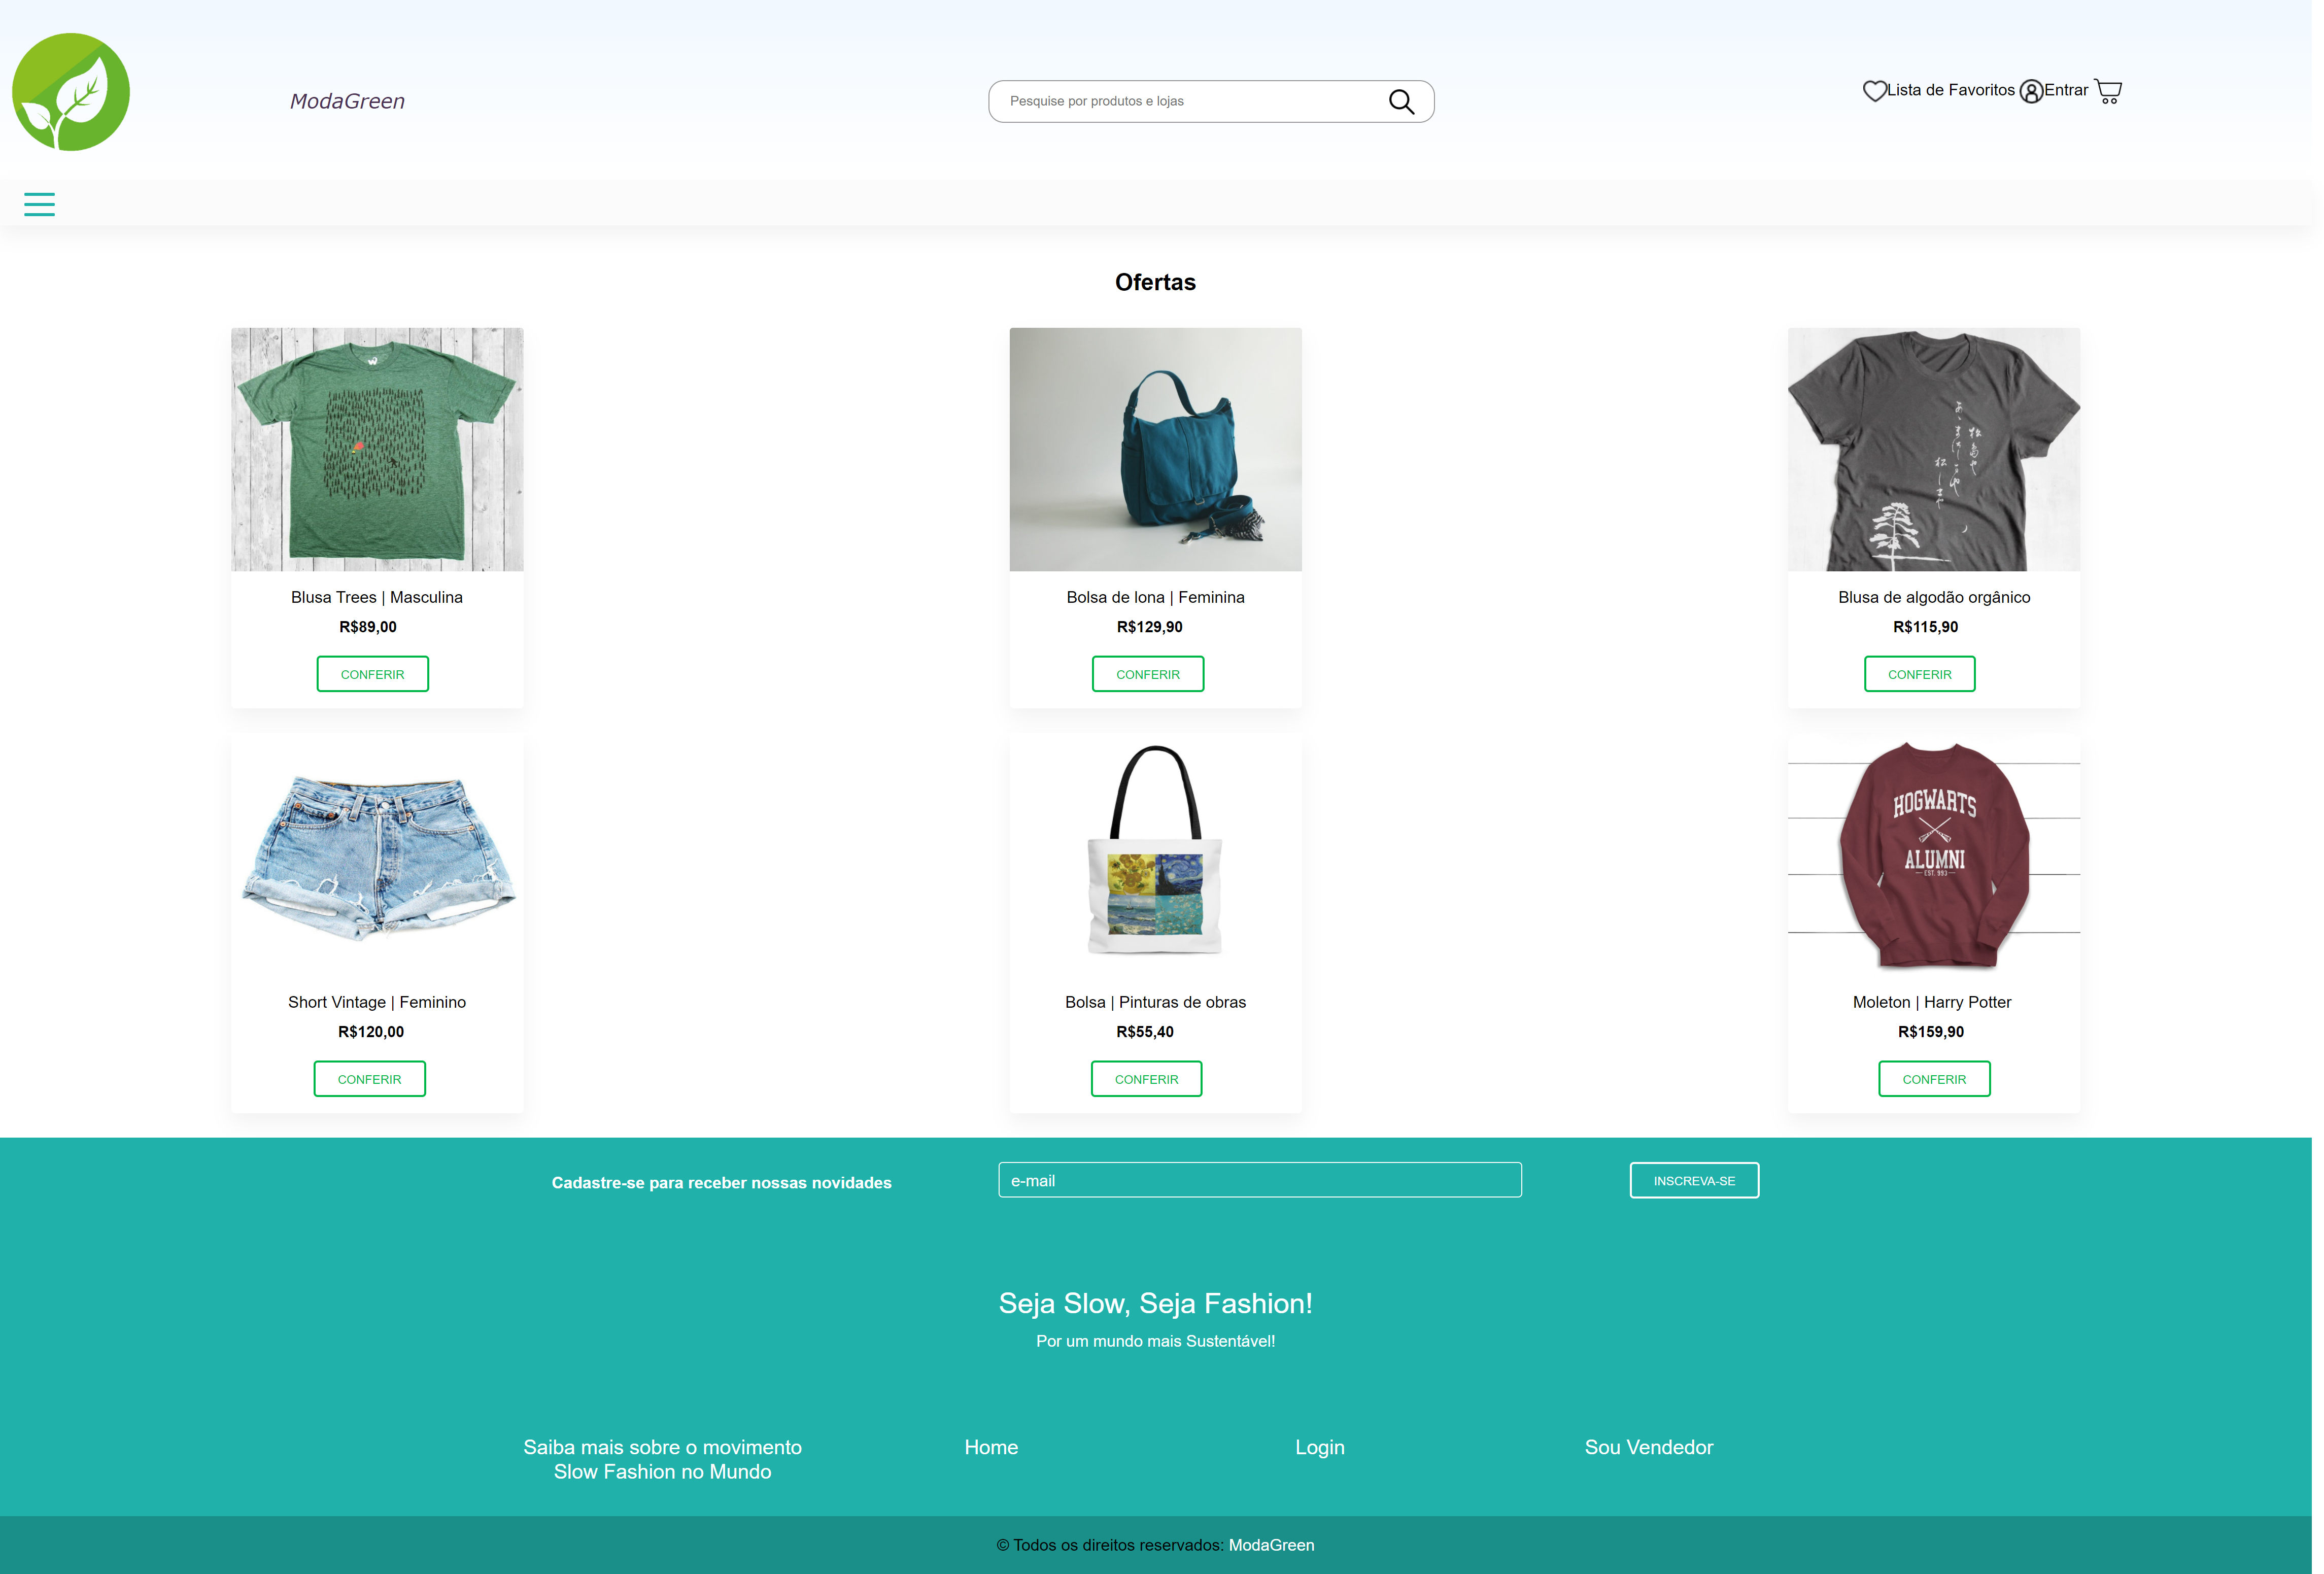 ModaGreen
Pesquise por produtos e lojas
Lista de Favoritos
Entrar
Ofertas
Blusa Trees | Masculina
R$89,00
CONFERIR
Bolsa de lona | Feminina
R$129,90
CONFERIR
Blusa de algodão orgânico
R$115,90
CONFERIR
HOGWARTS
ALUMNI
EST. 993
Short Vintage | Feminino
R$120,00
CONFERIR
Bolsa | Pinturas de obras
R$55,40
CONFERIR
Moleton | Harry Potter
R$159,90
CONFERIR
Cadastre-se para receber nossas novidades
e-mail
INSCREVA-SE
Seja Slow, Seja Fashion!
Por um mundo mais Sustentável!
Saiba mais sobre o movimento
Slow Fashion no Mundo
Home
Login
Sou Vendedor
© Todos os direitos reservados: ModaGreen